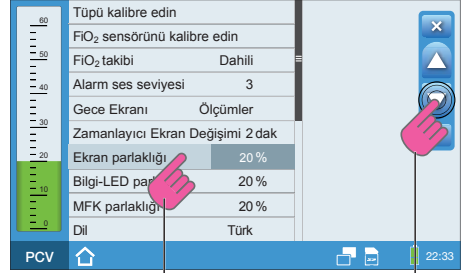 Tüpü kalibre edin
FiO₂ sensörünü kalibre edin
FiO₂ takibi Dahili
Alarm ses seviyesi 3
Gece Ekranı Ölçümler
Zamanlayıcı Ekran Değişimi 2 dak
Ekran parlaklığı 20 %
Bilgi-LED 20 %
MFK parlaklığı 20 %
Dil Türk
60
50
40
30
20
10
0
PCV
22:33